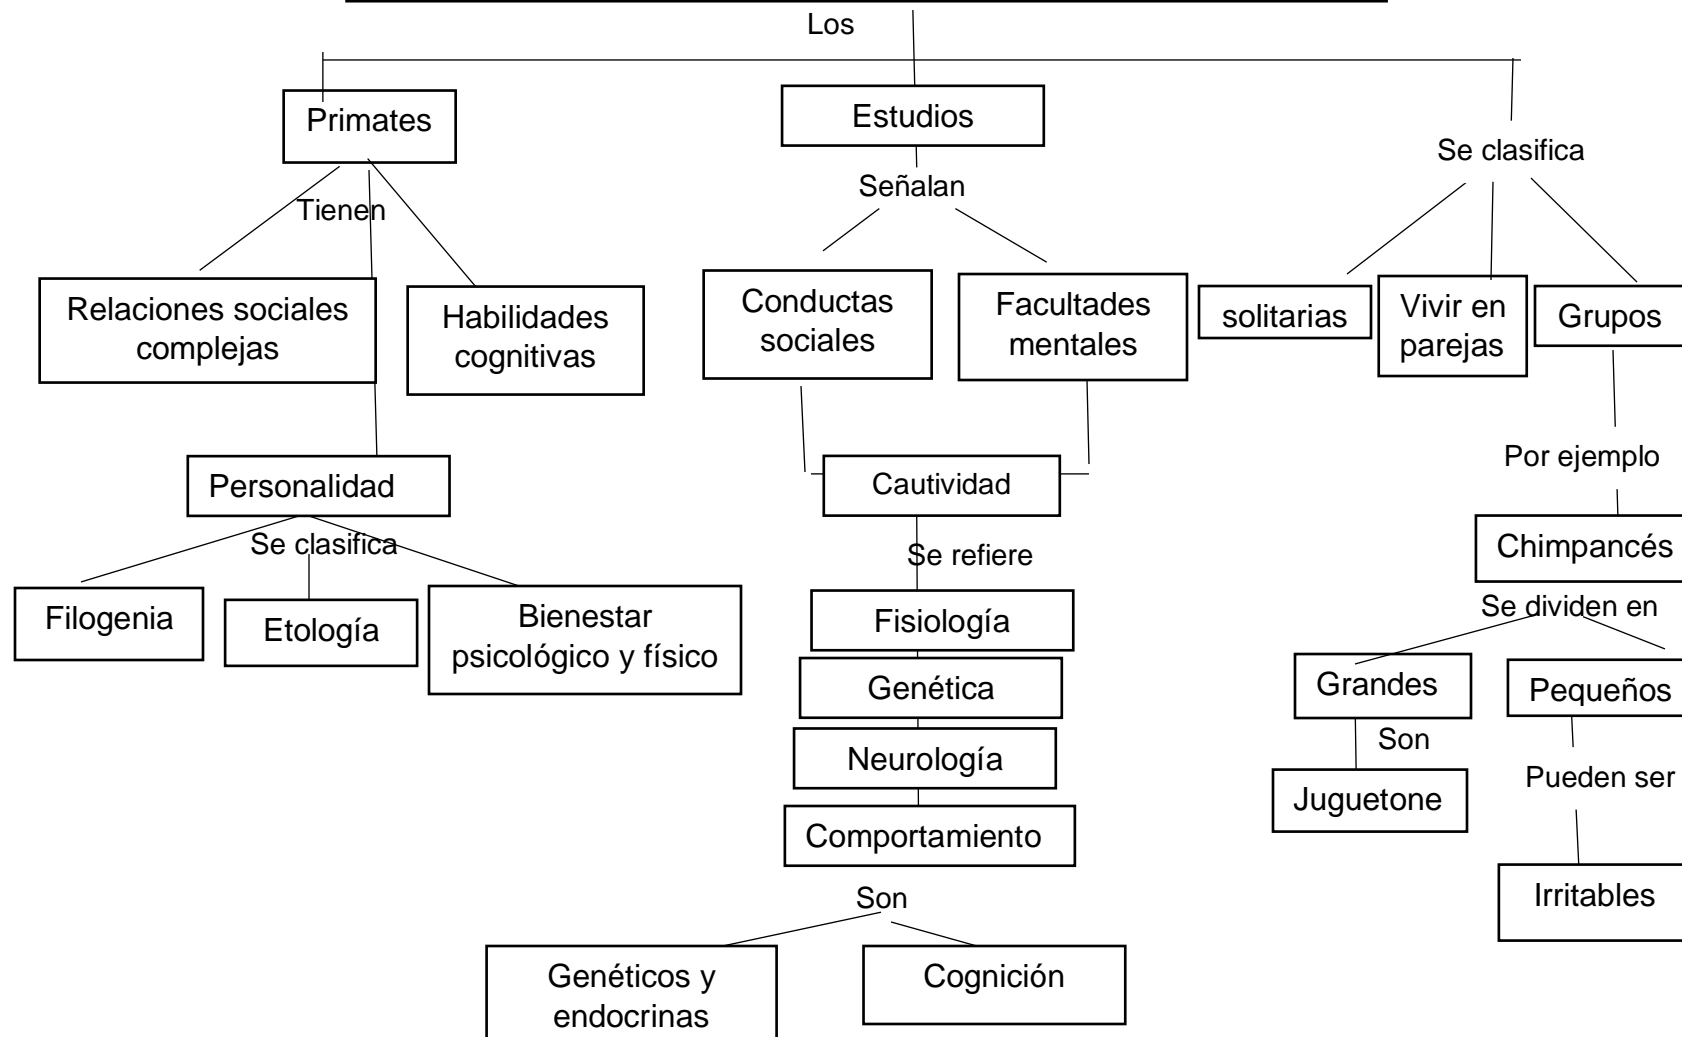 Los
Primates
Estudios
Se clasifica
Señalan
Tienen
Relaciones sociales
complejas
Habilidades
cognitivas
Conductas
sociales
Facultades
mentales
solitarias
Vivir en
parejas
Grupos
Por ejemplo
Personalidad
Cautividad
Chimpancés
Se clasifica
Se refiere
Se dividen en
Filogenia
Etología
Bienestar
psicológico y físico
Fisiología
Genética
Neurología
Comportamiento
Grandes
Pequeños
Son
Pueden ser
Juguetone
Irritables
Son
Genéticos y
endocrinas
Cognición